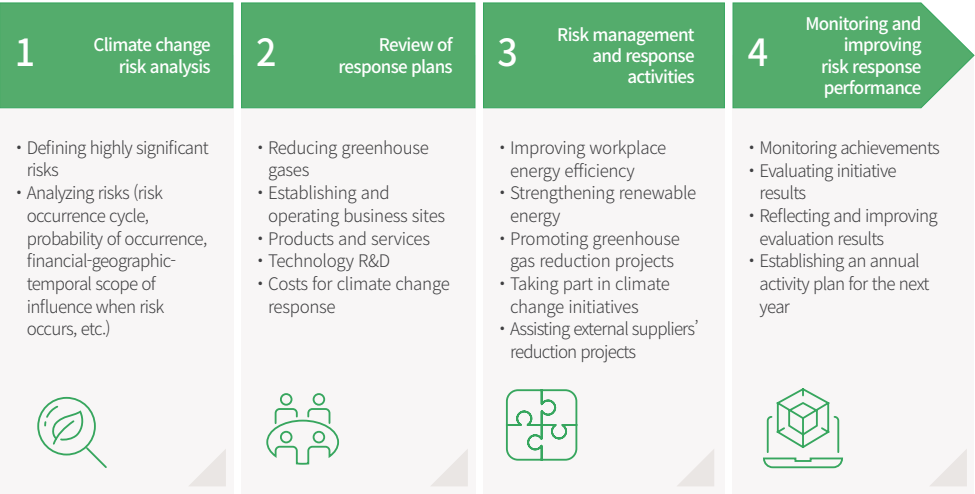 1
Climate change
risk analysis
• Defining highly significant
risks
• Analyzing risks (risk
occurrence cycle,
probability of occurrence,
financial-geographic-
temporal scope of
influence when risk
occurs, etc.)
2
Review of
response plans
• Reducing greenhouse
gases
• Establishing and
operating business sites
• Products and services
• Technology R&D
• Costs for climate change
response
3
Risk management
and response
activities
• Improving workplace
energy efficiency
• Strengthening renewable
energy
• Promoting greenhouse
gas reduction projects
• Taking part in climate
change initiatives
• Assisting external suppliers’
reduction projects
4
Monitoring and
improving
risk response
performance
• Monitoring achievements
• Evaluating initiative
results
• Reflecting and improving
evaluation results
• Establishing an annual
activity plan for the next
year